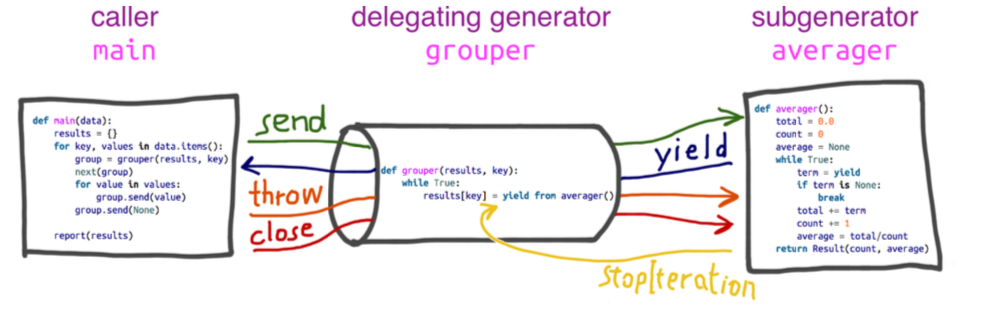 caller
main
delegating generator
grouper
subgenerator
averager
def main(data):
    results = {}
    for key, values in data.items():
        group = grouper(results, key)
        next(group)
        for value in values:
            group.send(value)
        group.send(None)

    report(results)
send
throw
close
def grouper(results, key):
    while True:
        results[key] = yield from averager()
yield
StopIteration
def averager():
    total = 0.0
    count = 0
    average = None
    while True:
        term = yield
        if term is None:
            break
        total += term
        count += 1
        average = total/count
    return Result(count, average)